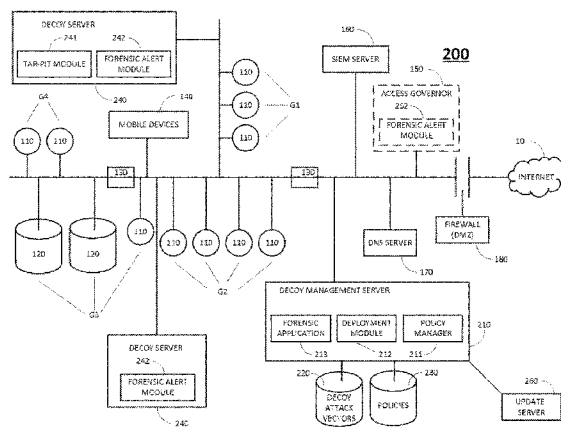 DECOY SERVER
241
242
TAR-PIT MODULE
FORENSIC ALERT
MODULE
240
G4
110
110
140
MOBILE DEVICES
110
110
110
G1
160
SIEM SERVER
200
150
ACCESS GOVERNOR
252
FORENSIC ALERT
MODULE
10
INTERNET
130
130
120
120
110
110
110
110
110
G3
G2
DNS SERVER
170
FIREWALL
(DMZ)
180
DECOY SERVER
242
FORENSIC ALERT
MODULE
240
DECOY MANAGEMENT SERVER
FORENSIC
APPLICATION
DEPLOYMENT
MODULE
POLICY
MANAGER
213
212
211
210
220
230
DECOY
ATTACK
VECTORS
POLICIES
260
UPDATE
SERVER